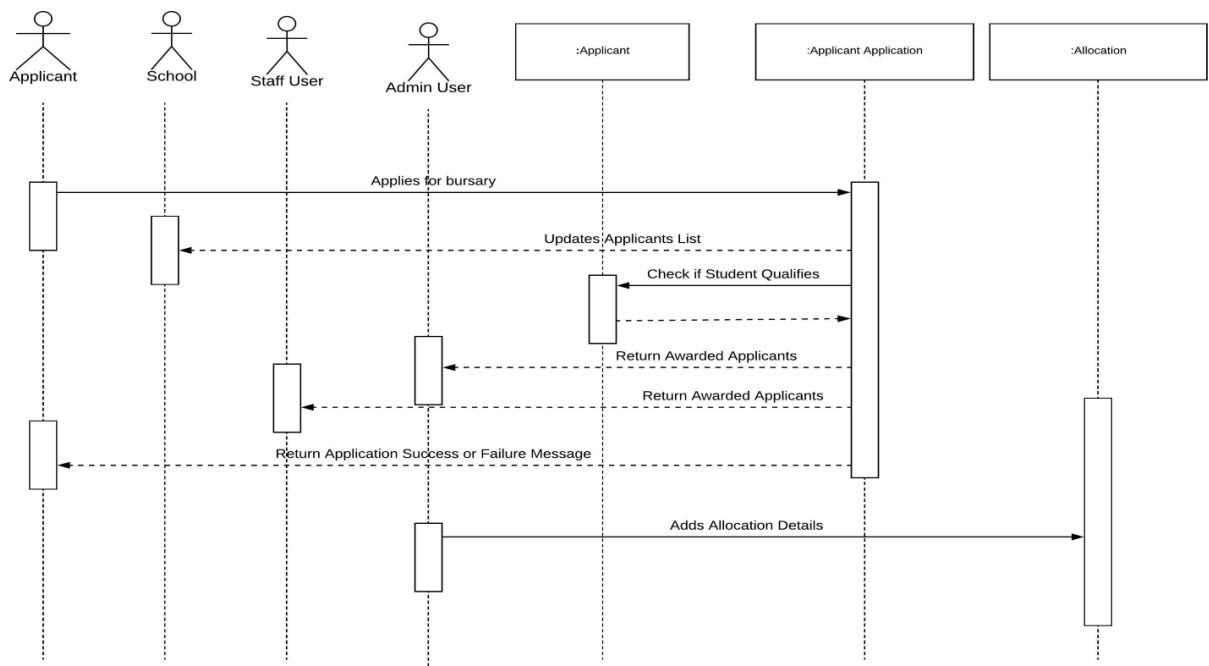 Applicant
School
Staff User
Admin User
:Applicant
:Applicant Application
:Allocation
Applies for bursary
Updates Applicants List
Check if Student Qualifies
Return Awarded Applicants
Return Awarded Applicants
Return Application Success or Failure Message
Adds Allocation Details